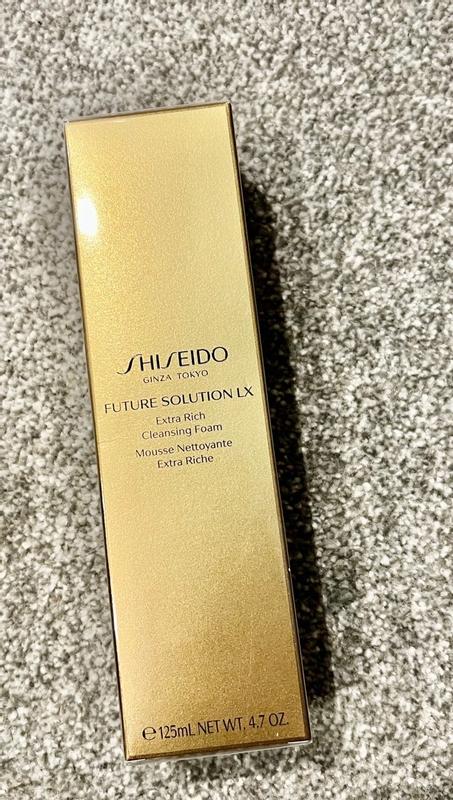 SHISEIDO
GINZA TOKYO
FUTURE SOLUTION LX
Extra Rich
Cleansing Foam
Mousse Nettoyante
Extra Riche
℮ 125mL NET WT. 4.7 OZ.